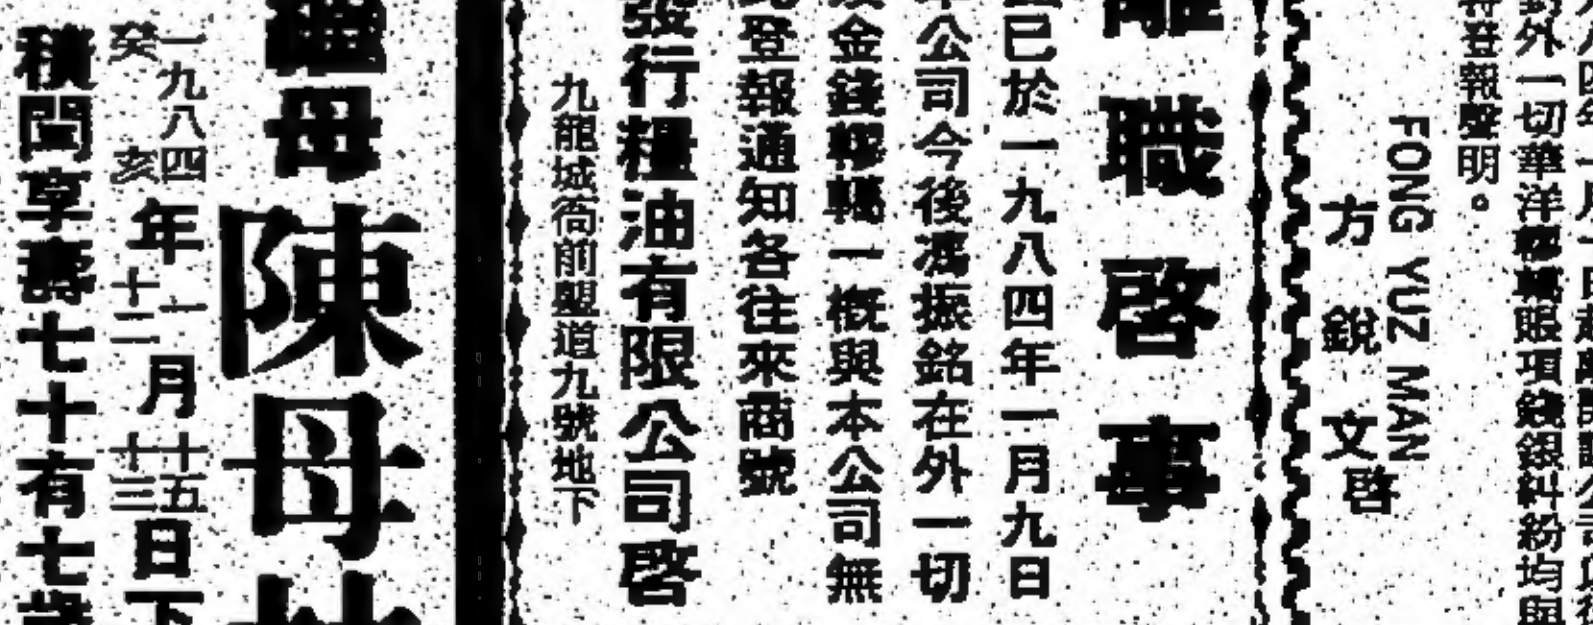 對外一切華洋轇轕賬項錢銀糾紛均與
特登報聲明。
FONG YUZ MAN
方銳文
啓
離職啓事
已於一九八四年一月九日
公司今後馮振銘在外一切
金錢轇轕一概與本公司無
登報通知各往來商號
發行糧油有限公司啓
九龍城衙前塱道九號地下
繼母陳母
一九八四年一月十五日下
癸亥 十二 十三
積閏享壽七十有七歲